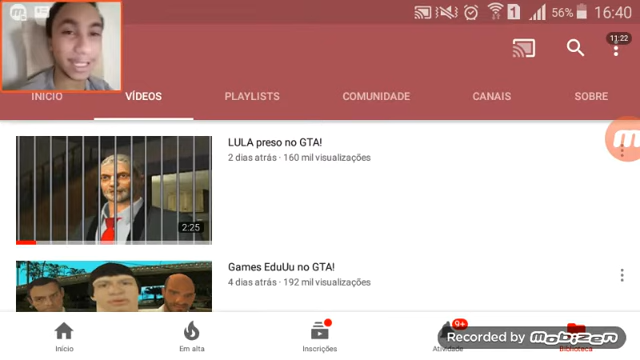 56% 16:40
11:22
INÍCIO VÍDEOS PLAYLISTS COMUNIDADE CANAIS SOBRE
LULA preso no GTA!
2 dias atrás · 160 mil visualizações
2:25
Games EduUu no GTA!
4 dias atrás · 192 mil visualizações
9+
Início Em alta Inscrições Atividade Biblioteca
Recorded by Mobizen